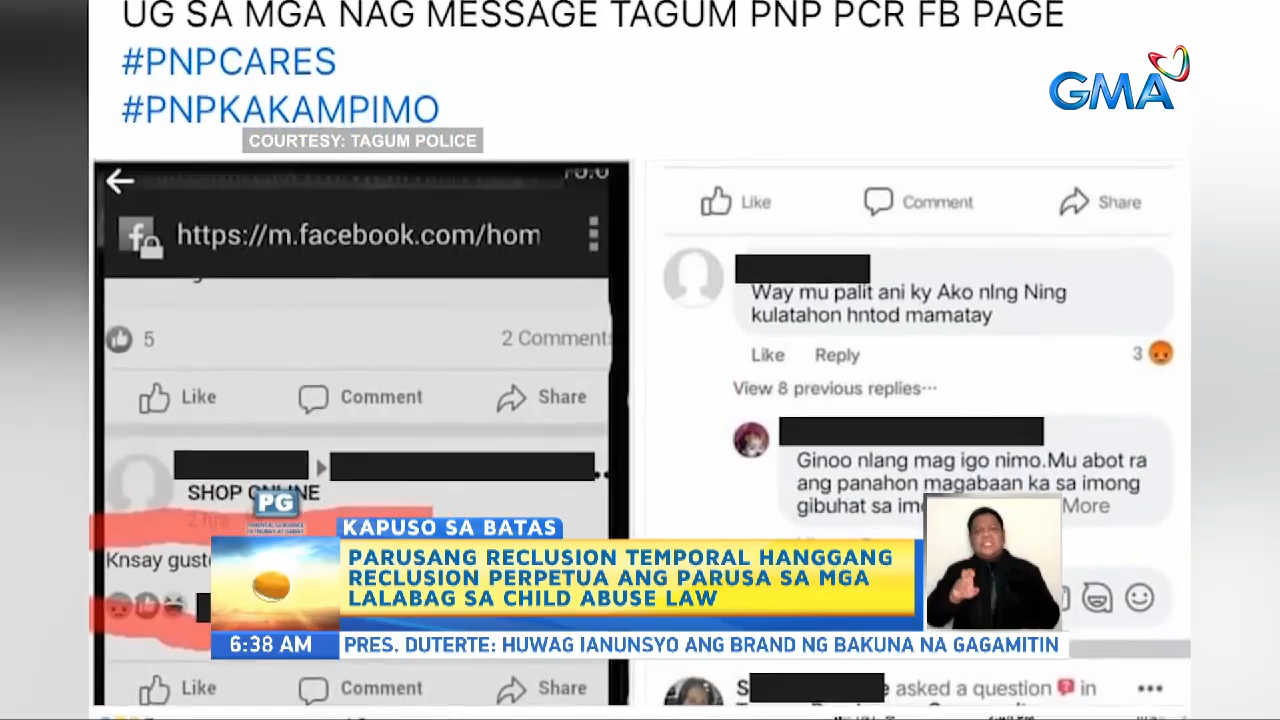 UG SA MGA NAG MESSAGE TAGUM PNP PCR FB PAGE
#PNPCARES
#PNPKAKAMPIMO
COURTESY: TAGUM POLICE
GMA
https://m.facebook.com/hom
5
2 Comments
Like Comment Share
SHOP ONLINE
Knsay gusto
Like Comment Share
Like Comment Share
Way mu palit ani ky Ako nlng Ning
kulatahon hntod mamatay
Like Reply 3
View 8 previous replies...
Ginoo nlang mag igo nimo.Mu abot ra
ang panahon magabaan ka sa imong
gibuhat sa imo
More
asked a question in
PG
KAPUSO SA BATAS
PARUSANG RECLUSION TEMPORAL HANGGANG
RECLUSION PERPETUA ANG PARUSA SA MGA
LALABAG SA CHILD ABUSE LAW
6:38 AM
PRES. DUTERTE: HUWAG IANUNSYO ANG BRAND NG BAKUNA NA GAGAMITIN